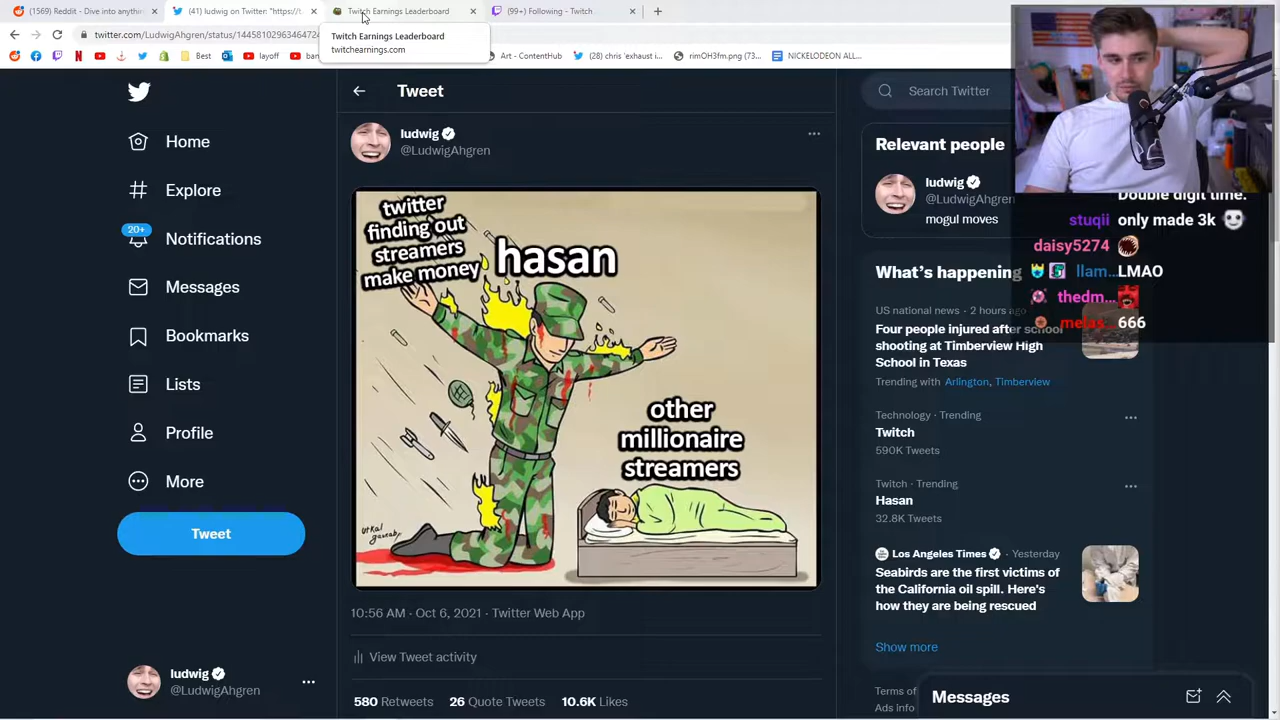 (1569) Reddit - Dive into anythin
(41) ludwig on Twitter: "https://t.
Twitch Earnings Leaderboard
(99+) Following - Twitch
twitter.com/LudwigAhgren/status/1445810296346472
Twitch Earnings Leaderboard
twitchearnings.com
Best
layoff
ban
Art - ContentHub
(28) chris 'exhaust i...
rimOH3fm.png (73...
NICKELODEON ALL...
Tweet
Search Twitter
Home
Explore
20+
Notifications
Messages
Bookmarks
Lists
Profile
More
Tweet
ludwig
@LudwigAhgren
ludwig
@LudwigAhgren
twitter
finding out
streamers
make money
hasan
other
millionaire
streamers
utkal
gaurab
10:56 AM · Oct 6, 2021 · Twitter Web App
View Tweet activity
580 Retweets 26 Quote Tweets 10.6K Likes
Relevant people
ludwig
@LudwigAhgren
mogul moves
Double digit time.
stuqii only made 3k
daisy5274
llam... LMAO
thedm...
melas... 666
What's happening
US national news · 2 hours ago
Four people injured after school
shooting at Timberview High
School in Texas
Trending with Arlington, Timberview
Technology · Trending
Twitch
590K Tweets
Twitch · Trending
Hasan
32.8K Tweets
Los Angeles Times · Yesterday
Seabirds are the first victims of
the California oil spill. Here's
how they are being rescued
Show more
Terms of
Ads info
Messages